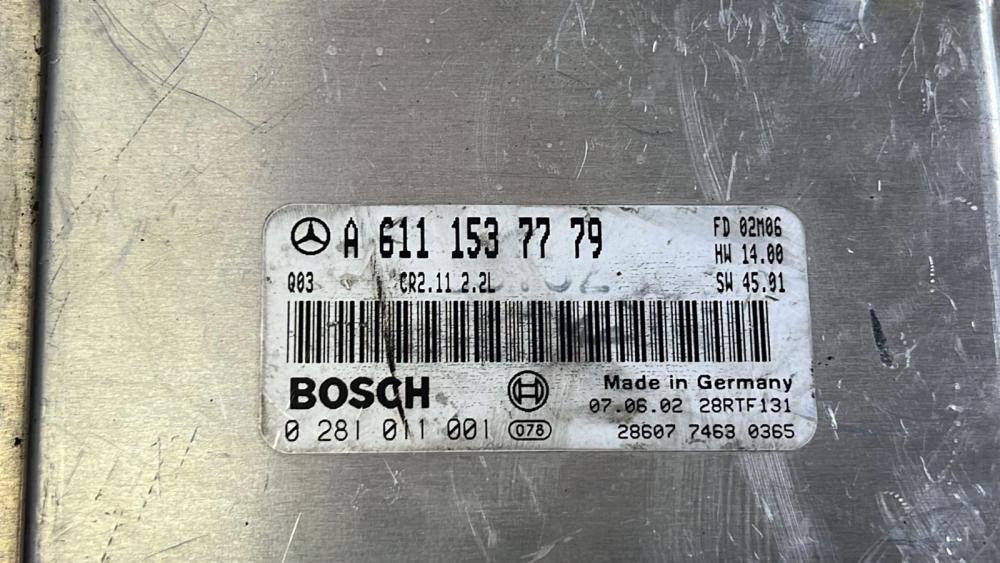 A 611 153 77 79
FD 02M06
HW 14.00
Q03 CR2.11 2.2L SW 45.01
BOSCH
Made in Germany
07.06.02 28RTF131
0 281 011 001 078 28607 7463 0365